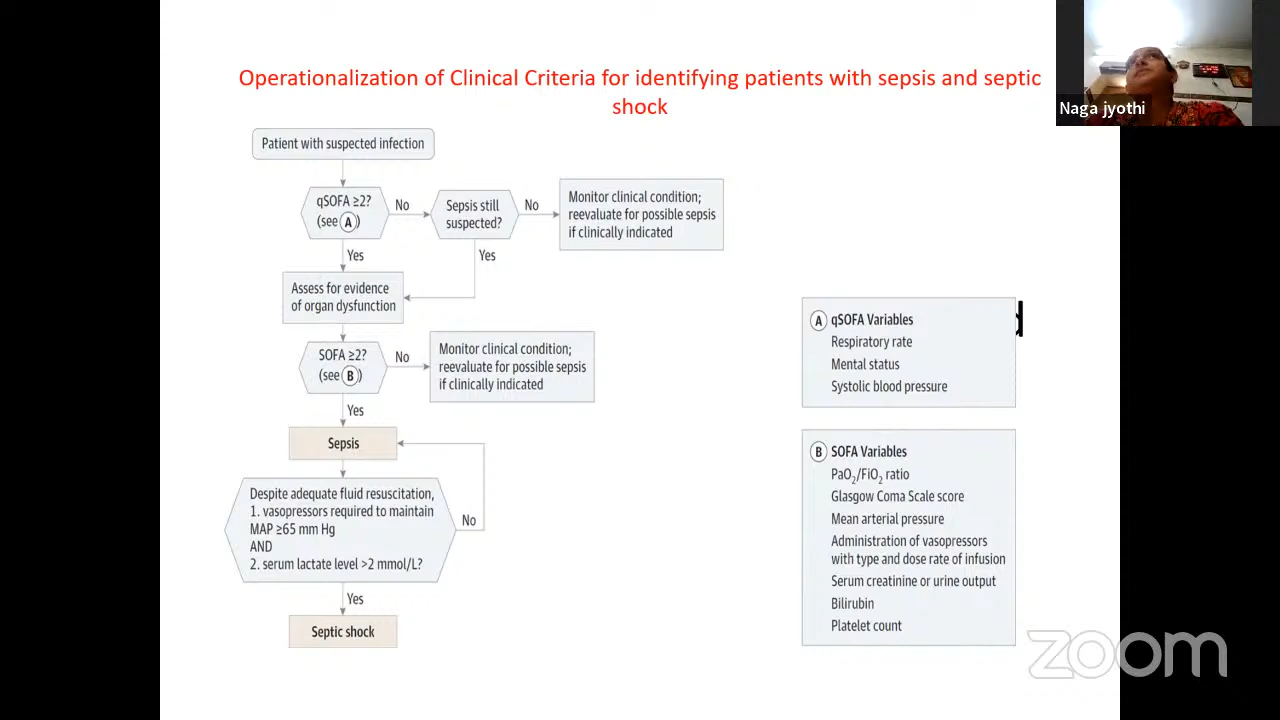 Operationalization of Clinical Criteria for identifying patients with sepsis and septic
shock
Naga jyothi
Patient with suspected infection
qSOFA ≥2?
(see A)
No
Sepsis still
suspected?
No
Monitor clinical condition;
reevaluate for possible sepsis
if clinically indicated
Yes
Yes
Assess for evidence
of organ dysfunction
SOFA ≥2?
(see B)
No
Monitor clinical condition;
reevaluate for possible sepsis
if clinically indicated
Yes
Sepsis
Despite adequate fluid resuscitation,
1. vasopressors required to maintain
MAP ≥65 mm Hg
AND
2. serum lactate level >2 mmol/L?
No
Yes
Septic shock
A qSOFA Variables
Respiratory rate
Mental status
Systolic blood pressure
B SOFA Variables
PaO₂/FiO₂ ratio
Glasgow Coma Scale score
Mean arterial pressure
Administration of vasopressors
with type and dose rate of infusion
Serum creatinine or urine output
Bilirubin
Platelet count
zoom